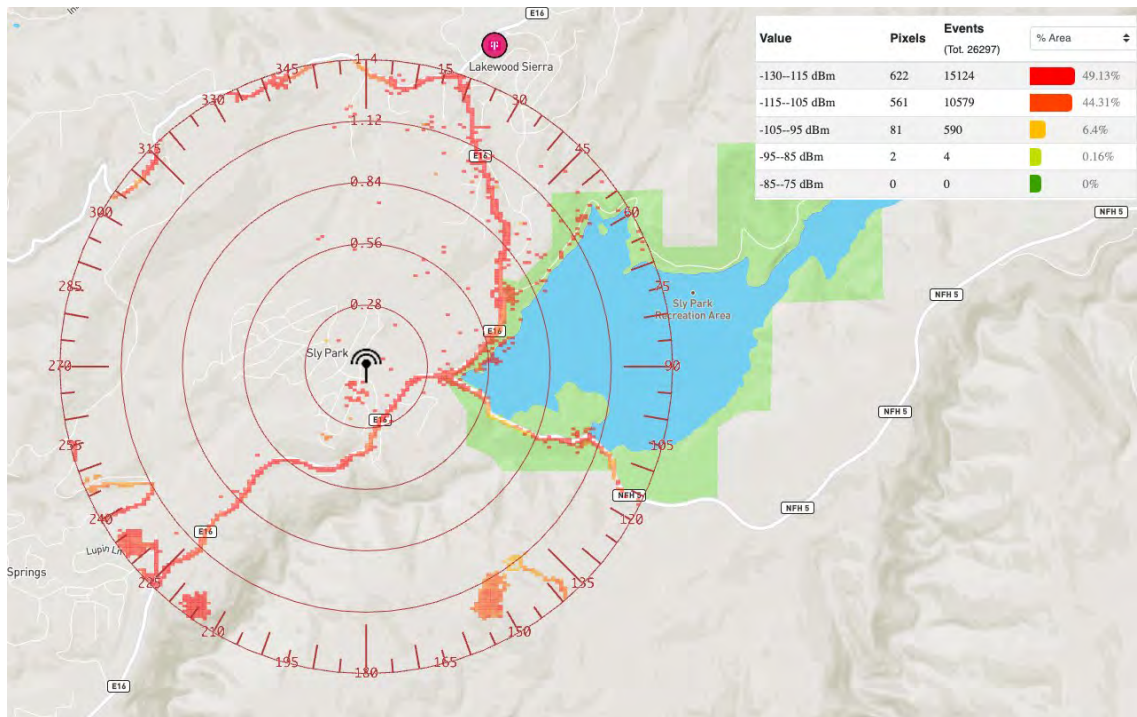 E16
Lakewood Sierra
Value Pixels Events (Tot. 26297) % Area
-130--115 dBm 622 15124 49.13%
-115--105 dBm 561 10579 44.31%
-105--95 dBm 81 590 6.4%
-95--85 dBm 2 4 0.16%
-85--75 dBm 0 0 0%
345
1.4
15
330
30
1.12
315
E16
45
0.84
300
60
NFH 5
0.56
285
75
NFH 5
0.28
Sly Park
Recreation Area
E16
Sly Park
270
90
NFH 5
E16
255
105
NFH 5
NFH 5
240
120
E16
Lupin Ln
Springs
225
135
210
150
195
165
180
E16